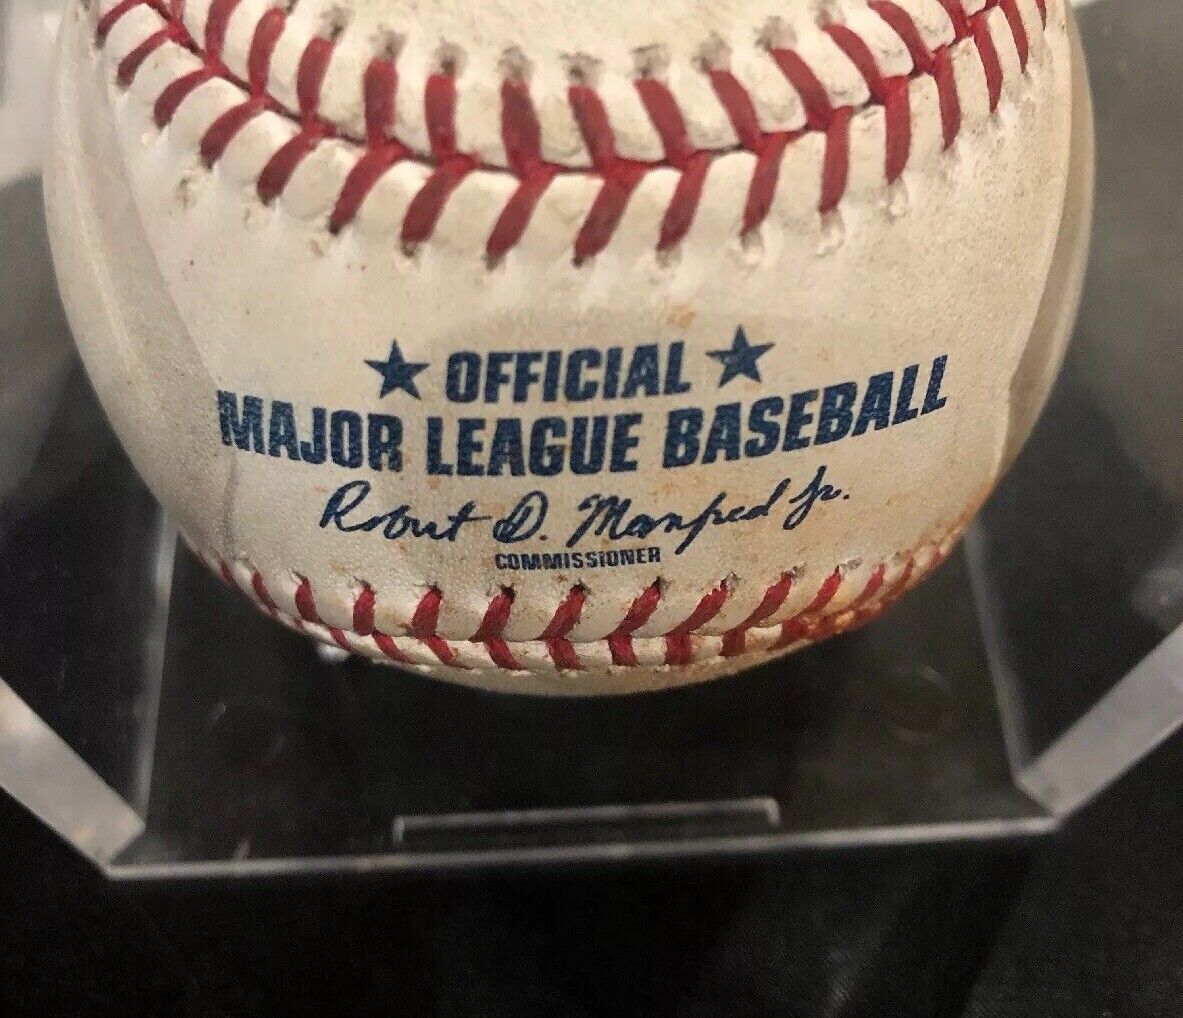 ★ OFFICIAL ★
MAJOR LEAGUE BASEBALL
Robert D. Manfred Jr.
COMMISSIONER